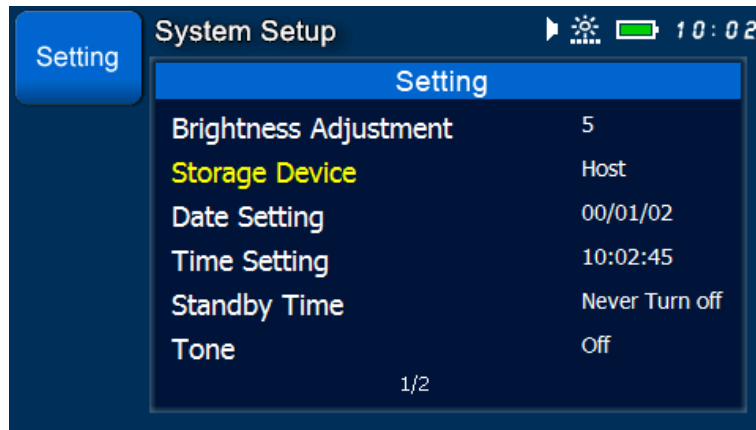 Setting
System Setup
10:02
Setting
Brightness Adjustment 5
Storage Device Host
Date Setting 00/01/02
Time Setting 10:02:45
Standby Time Never Turn off
Tone Off
1/2